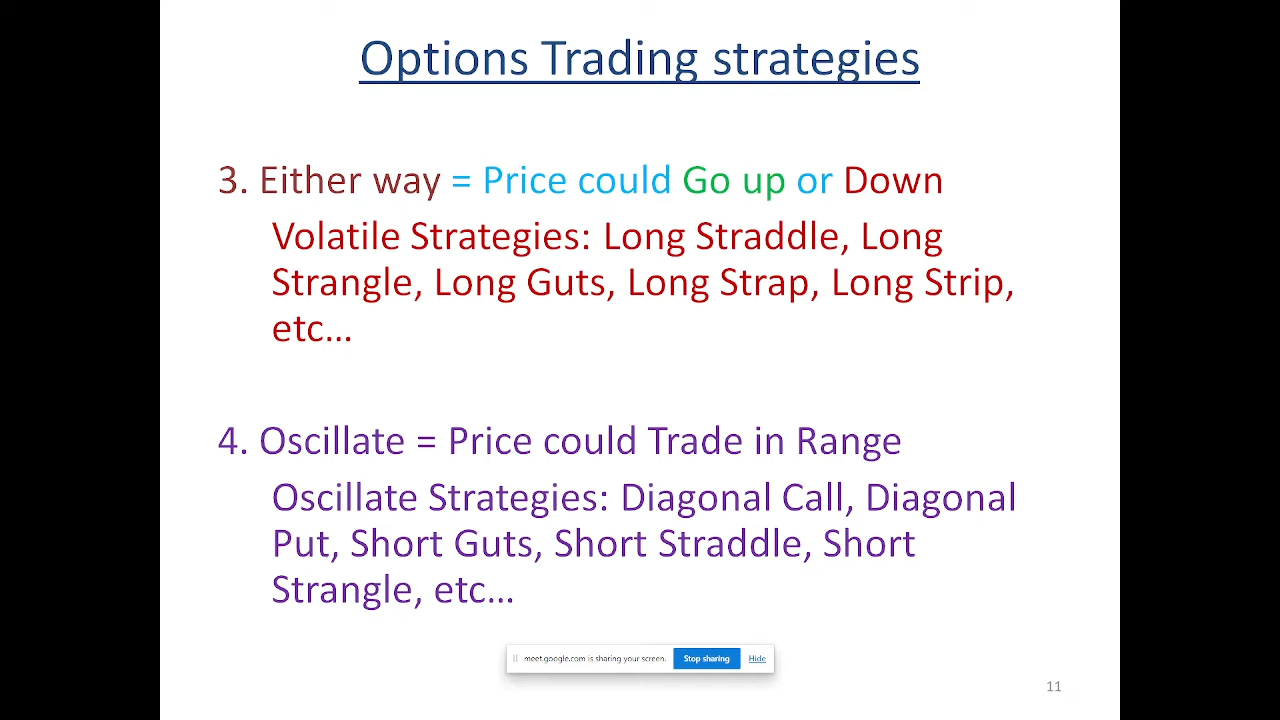 Options Trading strategies
3. Either way = Price could Go up or Down
Volatile Strategies: Long Straddle, Long
Strangle, Long Guts, Long Strap, Long Strip,
etc…
4. Oscillate = Price could Trade in Range
Oscillate Strategies: Diagonal Call, Diagonal
Put, Short Guts, Short Straddle, Short
Strangle, etc…
meet.google.com is sharing your screen. Stop sharing Hide
11